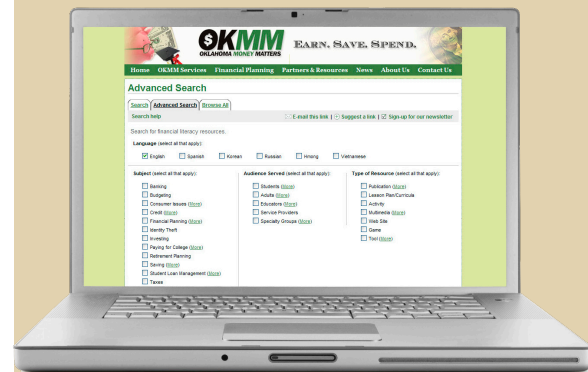 OKMM
OKLAHOMA MONEY MATTERS
EARN. SAVE. SPEND.
Home OKMM Services Financial Planning Partners & Resources News About Us Contact Us
Advanced Search
Search Advanced Search Browse All
Search help E-mail this link | Suggest a link | Sign-up for our newsletter
Search for financial literacy resources.
Language (select all that apply):
English Spanish Korean Russian Hmong Vietnamese
Subject (select all that apply):
Banking
Budgeting
Consumer Issues (More)
Credit (More)
Financial Planning (More)
Identity Theft
Investing
Paying for College (More)
Retirement Planning
Saving (More)
Student Loan Management (More)
Taxes
Audience Served (select all that apply):
Students (More)
Adults (More)
Educators (More)
Service Providers
Specialty Groups (More)
Type of Resource (select all that apply):
Publication (More)
Lesson Plan/Curricula
Activity
Multimedia (More)
Web Site
Game
Tool (More)